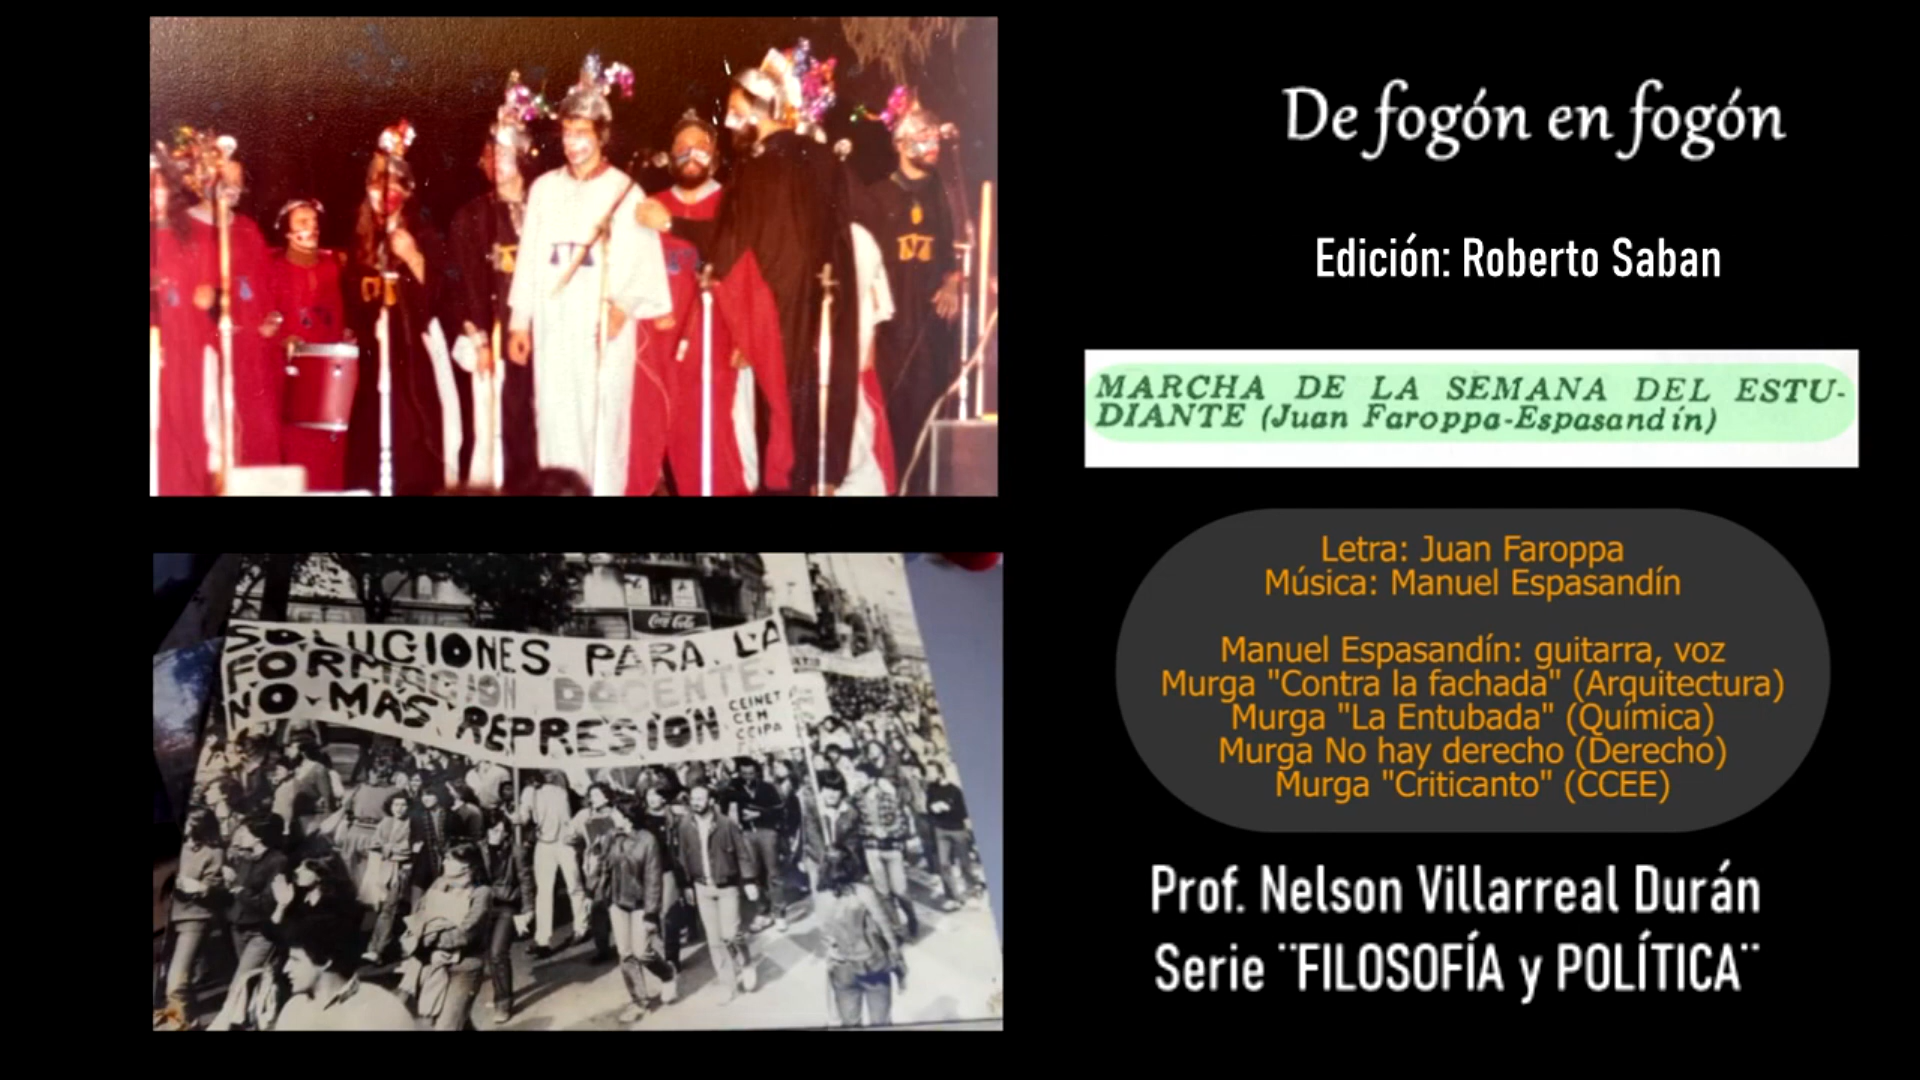 De fogón en fogón
Edición: Roberto Saban
MARCHA DE LA SEMANA DEL ESTU-
DIANTE (Juan Faroppa-Espasandín)
Letra: Juan Faroppa
Música: Manuel Espasandín
Manuel Espasandín: guitarra, voz
Murga "Contra la fachada" (Arquitectura)
Murga "La Entubada" (Química)
Murga No hay derecho (Derecho)
Murga "Criticanto" (CCEE)
Prof. Nelson Villarreal Durán
Serie ¨FILOSOFÍA y POLÍTICA¨
Coca-Cola
SOLUCIONES PARA LA
FORMACION DOCENTE
NO MAS REPRESIÓN
CEINET
CEM
CEIPA